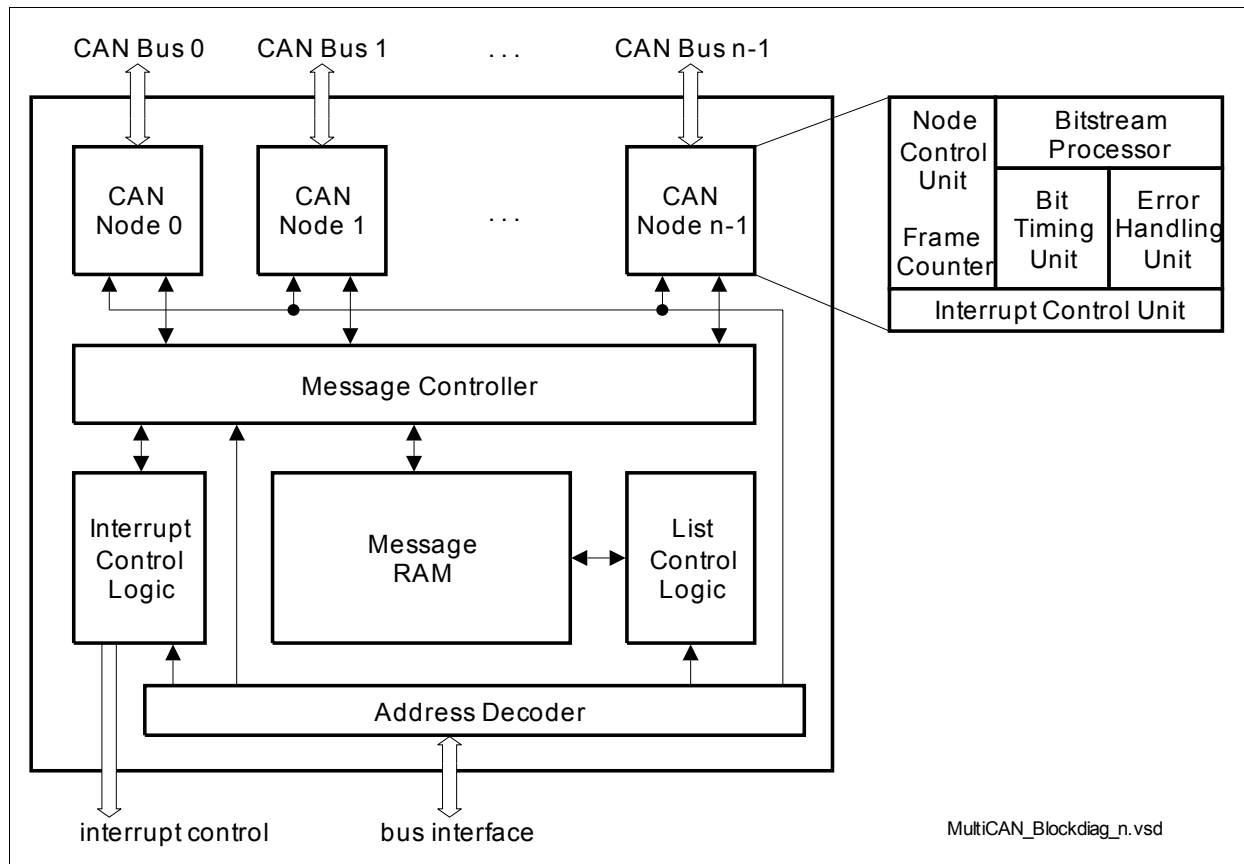 CAN Bus 0
CAN Bus 1
. . .
CAN Bus n-1
CAN
Node 0
CAN
Node 1
. . .
CAN
Node n-1
Node
Control
Unit
Frame
Counter
Bitstream
Processor
Bit
Timing
Unit
Error
Handling
Unit
Interrupt Control Unit
Message Controller
Interrupt
Control
Logic
Message
RAM
List
Control
Logic
Address Decoder
interrupt control
bus interface
MultiCAN_Blockdiag_n.vsd